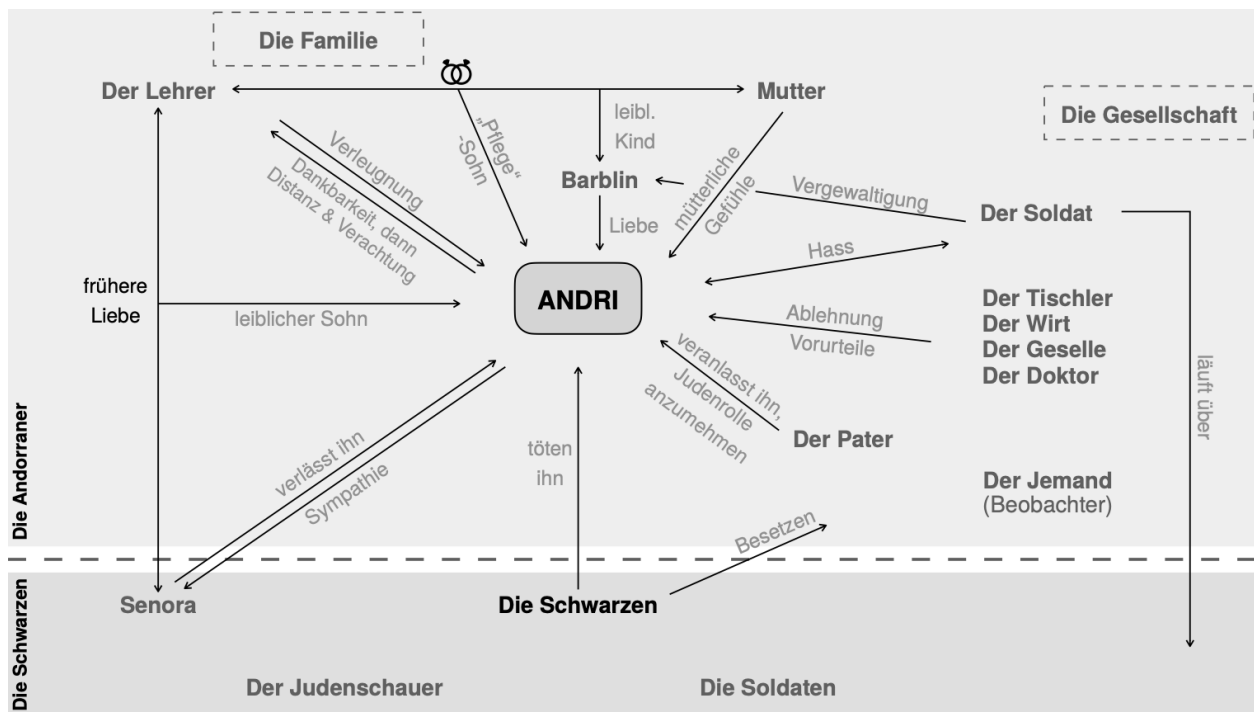 Die Familie
Der Lehrer
Mutter
Die Gesellschaft
„Pflege“
-Sohn
leibl.
Kind
Verleugnung
Dankbarkeit, dann
Distanz & Verachtung
Barblin
mütterliche
Gefühle
Vergewaltigung
Der Soldat
Liebe
Hass
frühere
Liebe
leiblicher Sohn
ANDRI
Ablehnung
Vorurteile
Der Tischler
Der Wirt
Der Geselle
Der Doktor
läuft über
veranlasst ihn,
Judenrolle
anzumehmen
Der Pater
verlässt ihn
Sympathie
töten
ihn
Der Jemand
(Beobachter)
Besetzen
Die Andorraner
Die Schwarzen
Senora
Die Schwarzen
Der Judenschauer
Die Soldaten